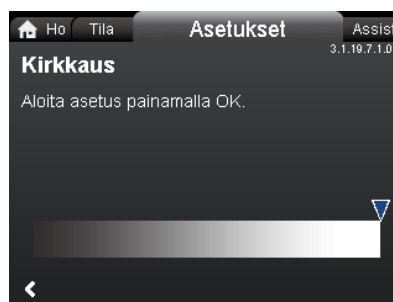 Ho Tila Asetukset Assist
3.1.19.7.1.0
Kirkkaus
Aloita asetus painamalla OK.